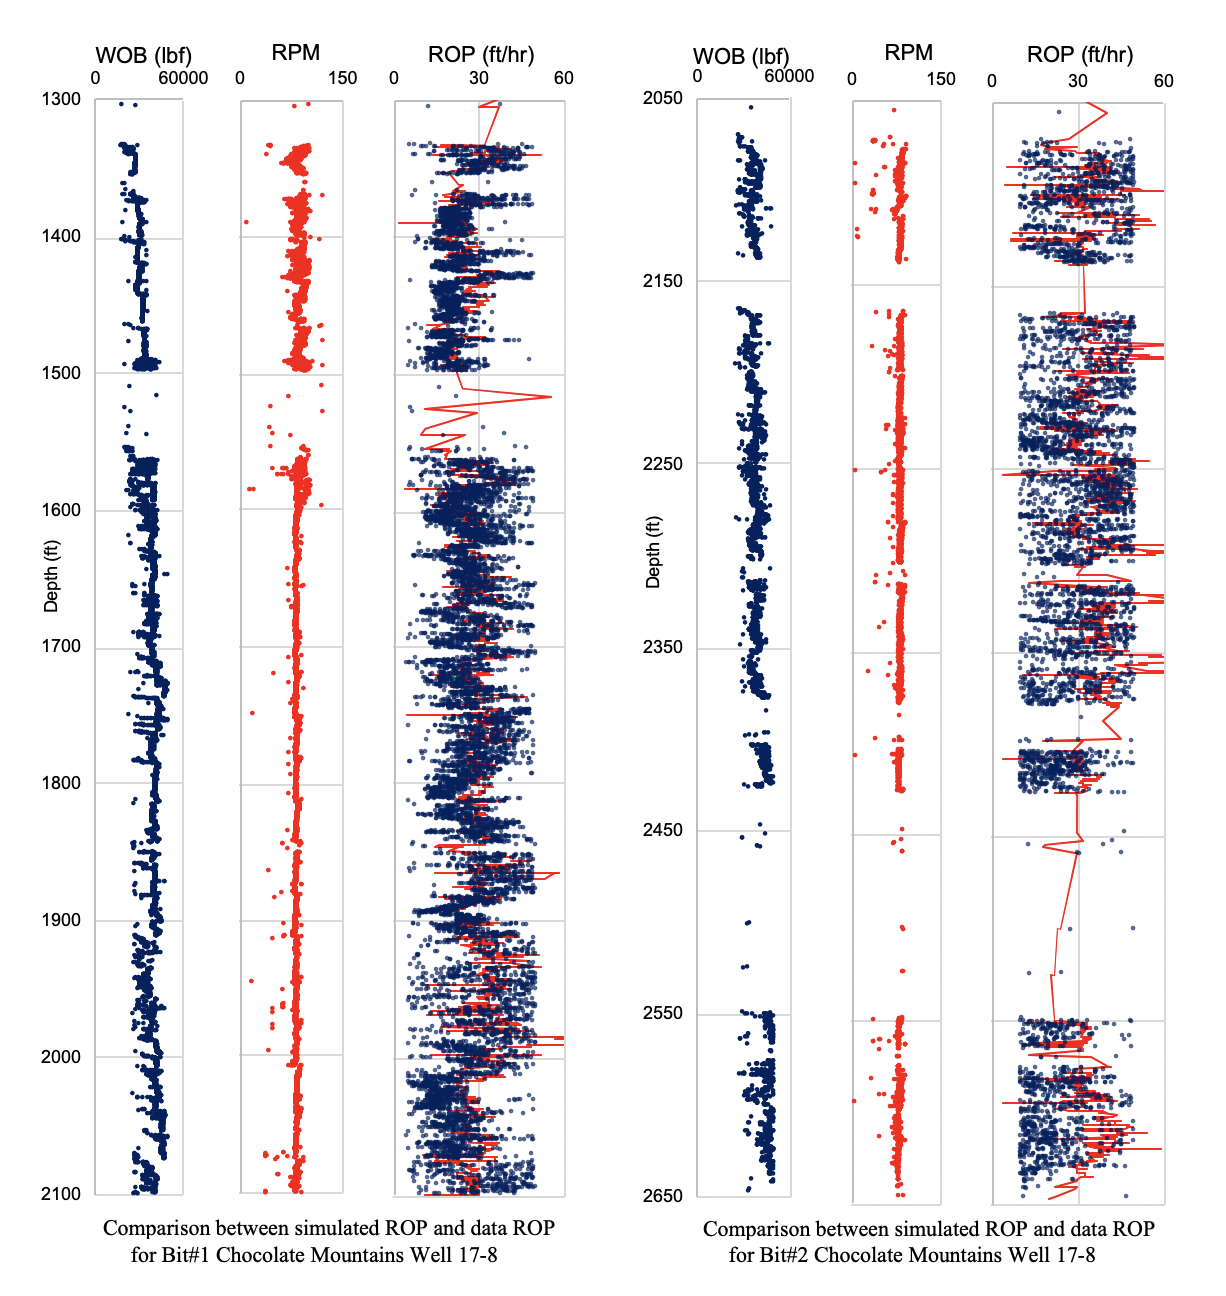 WOB (lbf)
RPM
ROP (ft/hr)
0
60000
0
150
0
30
60
1300
1400
1500
1600
1700
1800
1900
2000
2100
Depth (ft)
Comparison between simulated ROP and data ROP
for Bit#1 Chocolate Mountains Well 17-8
WOB (lbf)
RPM
ROP (ft/hr)
0
60000
0
150
0
30
60
2050
2150
2250
2350
2450
2550
2650
Depth (ft)
Comparison between simulated ROP and data ROP
for Bit#2 Chocolate Mountains Well 17-8